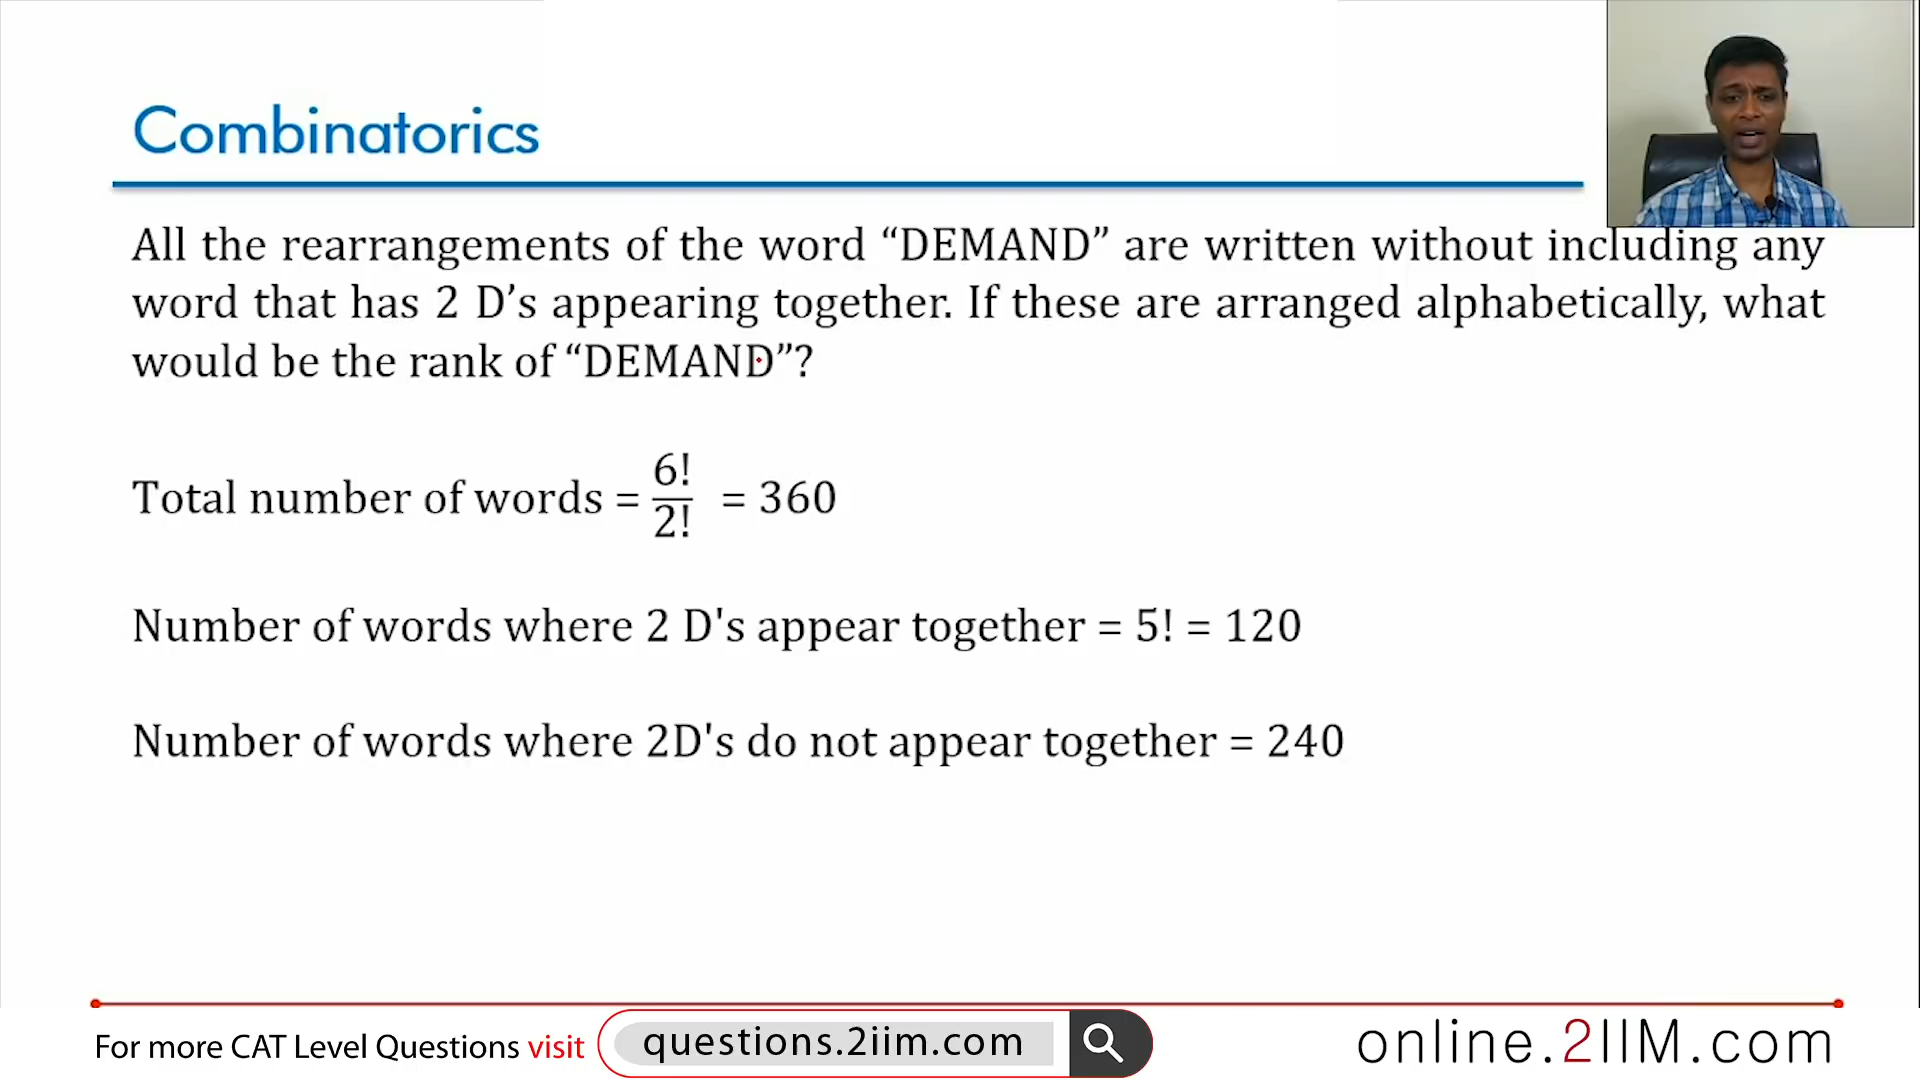 Combinatorics
All the rearrangements of the word “DEMAND” are written without including any
word that has 2 D’s appearing together. If these are arranged alphabetically, what
would be the rank of “DEMAND”?
Total number of words = 6!/2! = 360
Number of words where 2 D's appear together = 5! = 120
Number of words where 2D's do not appear together = 240
For more CAT Level Questions visit questions.2iim.com online.2IIM.com